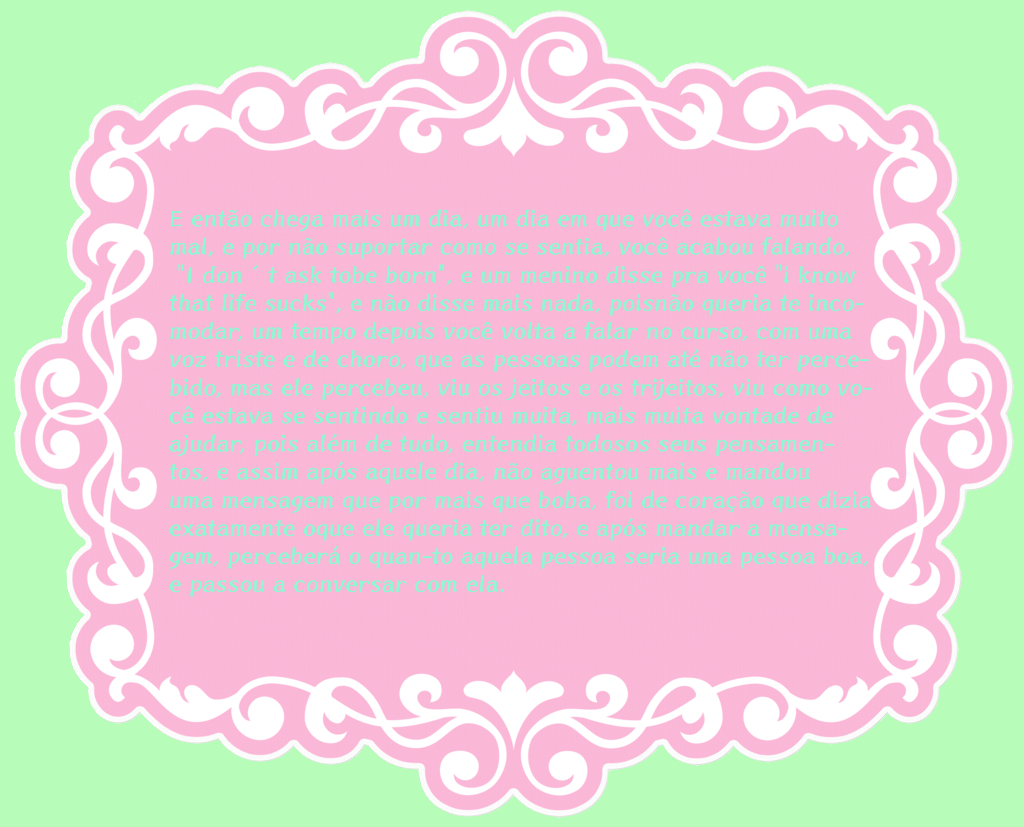 E então chega mais um dia, um dia em que você estava muito
mal, e por não suportar como se sentia, você acabou falando,
"I don ´ t ask tobe born", e um menino disse pra você "i know
that life sucks", e não disse mais nada, poisnão queria te inco-
modar, um tempo depois você volta a falar no curso, com uma
voz triste e de choro, que as pessoas podem até não ter perce-
bido, mas ele percebeu, viu os jeitos e os trijeitos, viu como vo-
cê estava se sentindo e sentiu muita, mais muita vontade de
ajudar, pois além de tudo, entendia todosos seus pensamen-
tos, e assim após aquele dia, não aguentou mais e mandou
uma mensagem que por mais que boba, foi de coração que dizia
exatamente oque ele queria ter dito, e após mandar a mensa-
gem, perceberá o quan-to aquela pessoa seria uma pessoa boa,
e passou a conversar com ela.